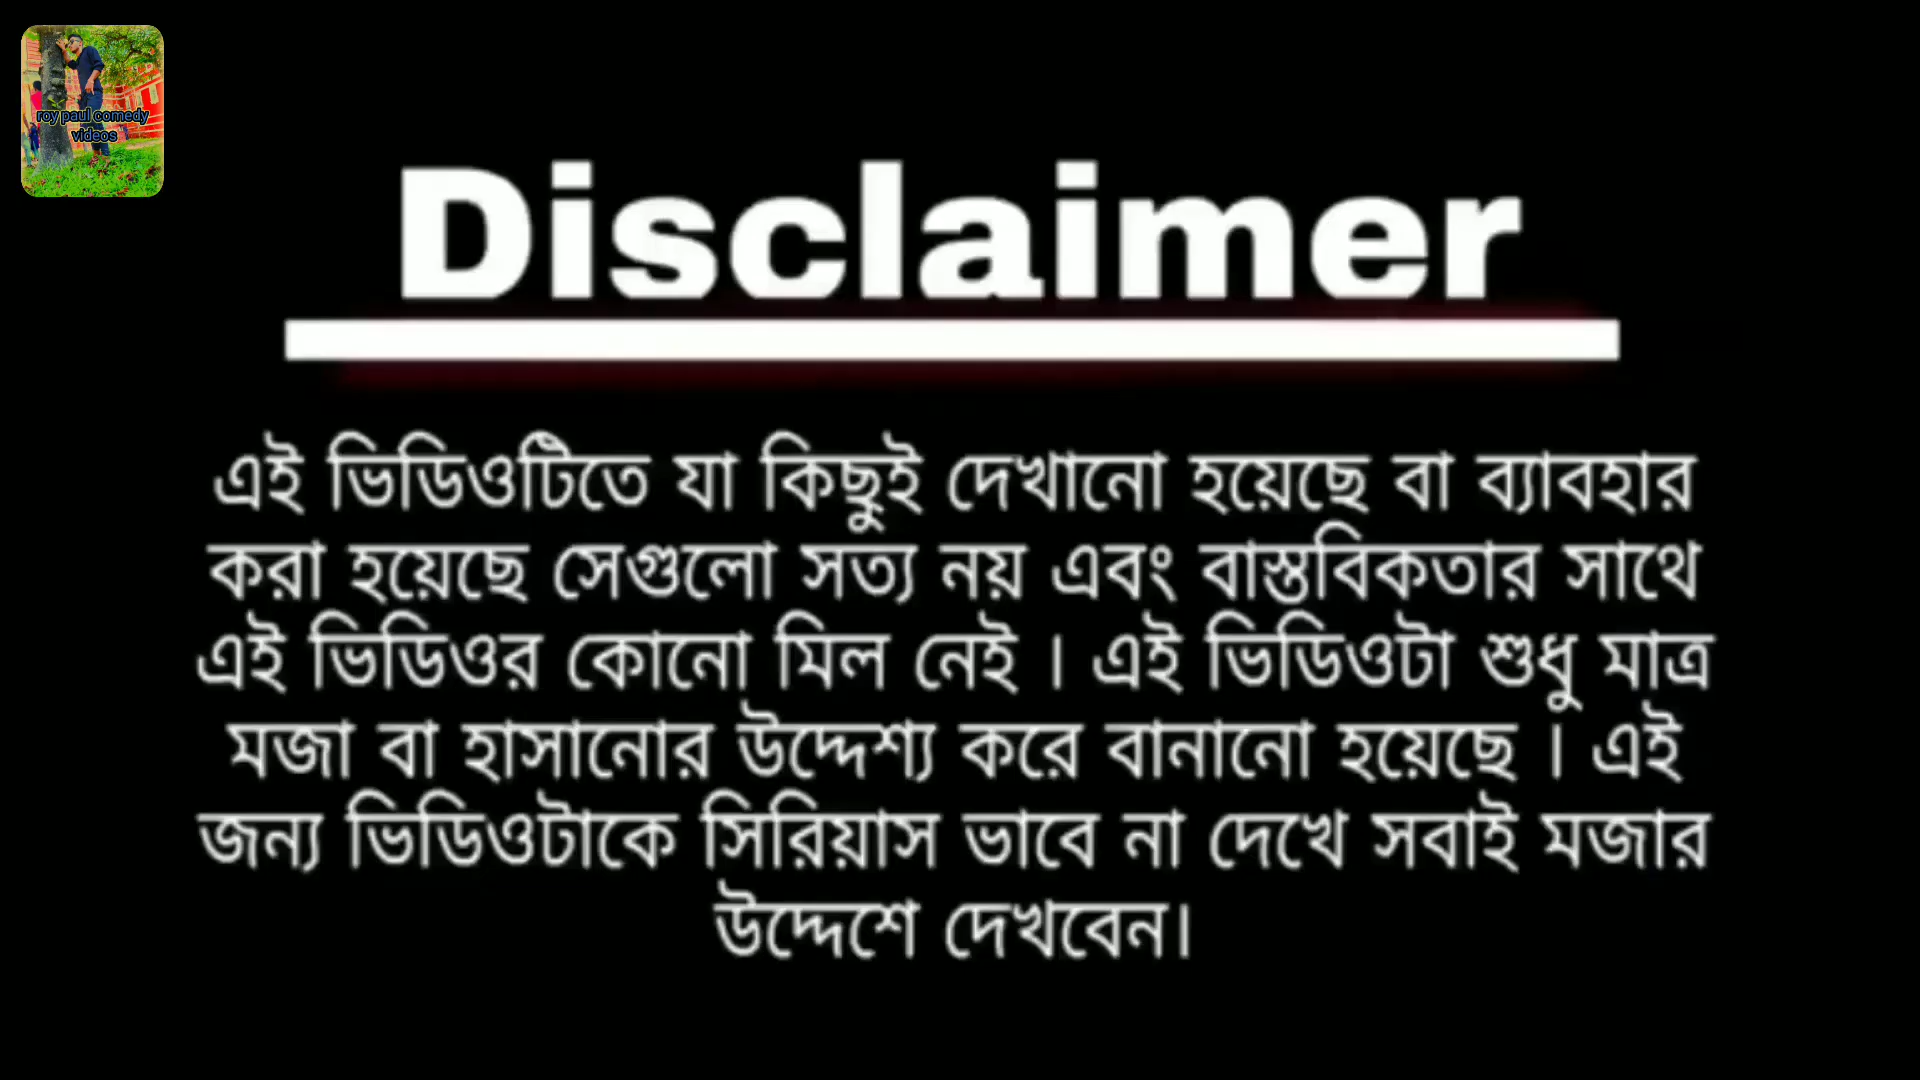 roy paul comedy
videos
Disclaimer
এই ভিডিওটিতে যা কিছুই দেখানো হয়েছে বা ব্যাবহার
করা হয়েছে সেগুলো সত্য নয় এবং বাস্তবিকতার সাথে
এই ভিডিওর কোনো মিল নেই । এই ভিডিওটা শুধু মাত্র
মজা বা হাসানোর উদ্দেশ্য করে বানানো হয়েছে । এই
জন্য ভিডিওটাকে সিরিয়াস ভাবে না দেখে সবাই মজার
উদ্দেশে দেখবেন।